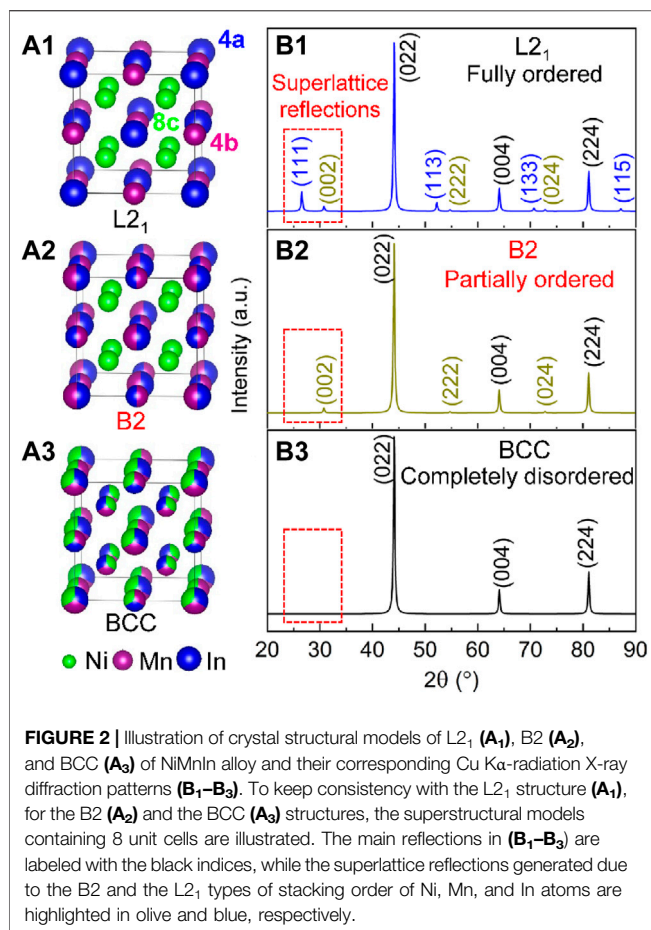 A1
4a
8c
4b
L2₁
A2
B2
A3
BCC
Ni Mn In
Intensity (a.u.)
B1
L2₁
Fully ordered
Superlattice
reflections
(111)
(002)
(022)
(113)
(222)
(004)
(133)
(024)
(224)
(115)
B2
B2
Partially ordered
(002)
(022)
(222)
(004)
(024)
(224)
B3
BCC
Completely disordered
(022)
(004)
(224)
20 30 40 50 60 70 80 90
2θ (°)
FIGURE 2 | Illustration of crystal structural models of L2₁ (A₁), B2 (A₂),
and BCC (A₃) of NiMnIn alloy and their corresponding Cu Kα-radiation X-ray
diffraction patterns (B₁–B₃). To keep consistency with the L2₁ structure (A₁),
for the B2 (A₂) and the BCC (A₃) structures, the superstructural models
containing 8 unit cells are illustrated. The main reflections in (B₁–B₃) are
labeled with the black indices, while the superlattice reflections generated due
to the B2 and the L2₁ types of stacking order of Ni, Mn, and In atoms are
highlighted in olive and blue, respectively.